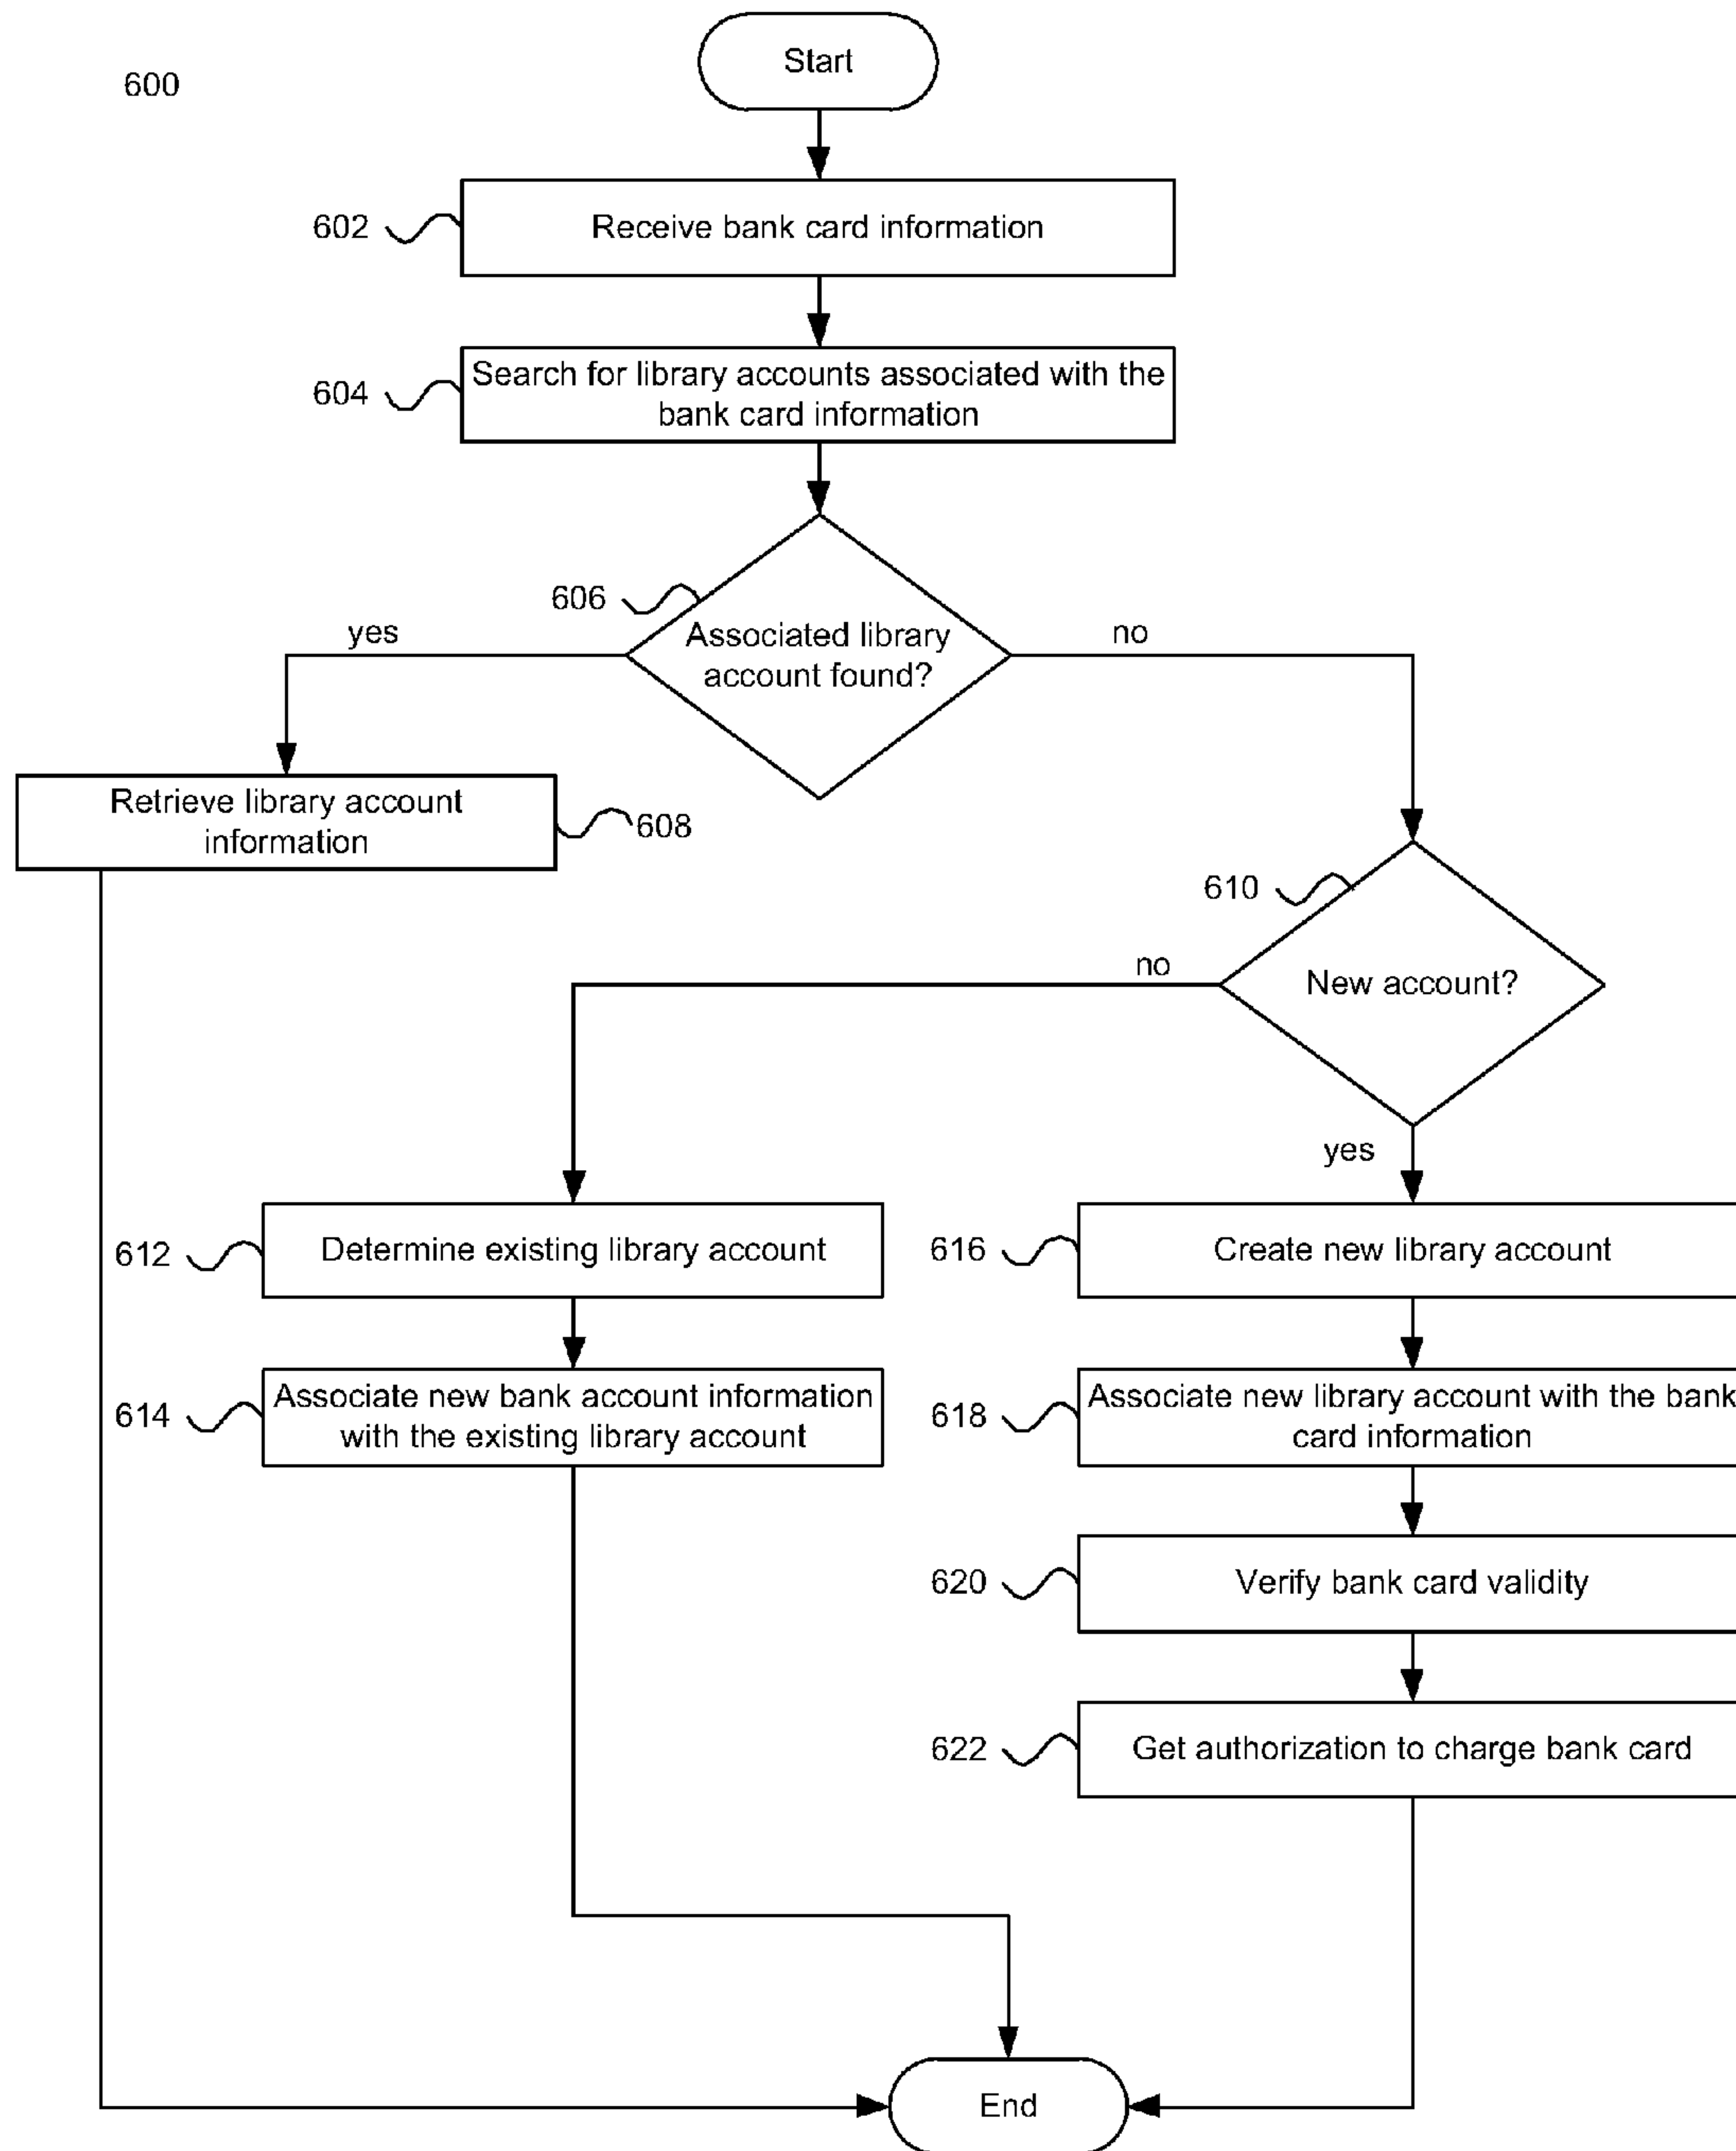 Start
600
602
Receive bank card information
604
Search for library accounts associated with the
bank card information
606
Associated library
account found?
yes
no
Retrieve library account
information
608
610
New account?
no
yes
612
Determine existing library account
616
Create new library account
614
Associate new bank account information
with the existing library account
618
Associate new library account with the bank
card information
620
Verify bank card validity
622
Get authorization to charge bank card
End